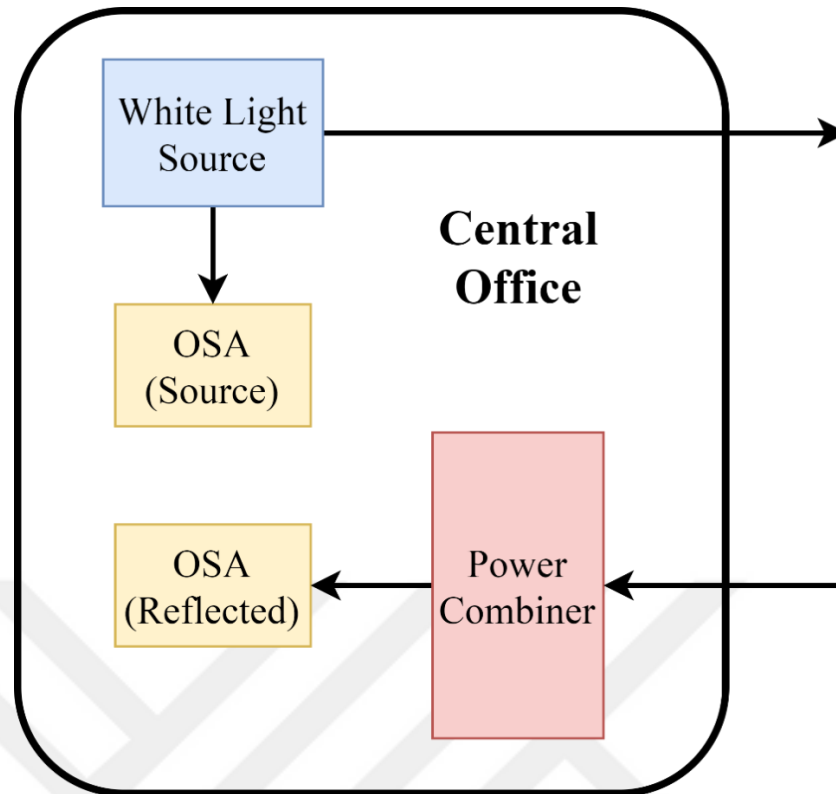 White Light
Source
Central
Office
OSA
(Source)
OSA
(Reflected)
Power
Combiner